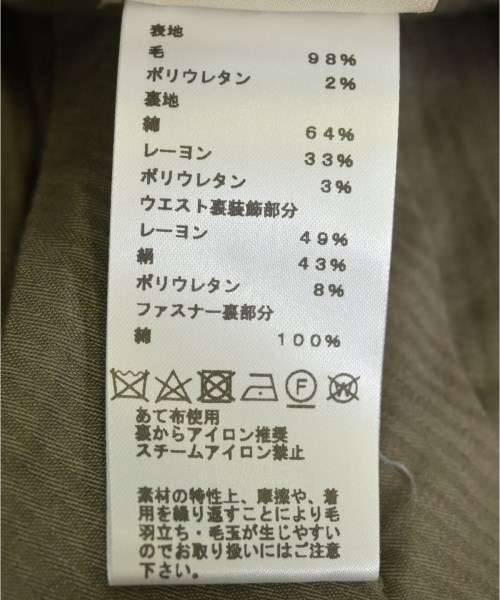 表地
毛 98%
ポリウレタン 2%
裏地
綿 64%
レーヨン 33%
ポリウレタン 3%
ウエスト裏装飾部分
レーヨン 49%
絹 43%
ポリウレタン 8%
ファスナー裏部分
綿 100%
F W
あて布使用
裏からアイロン推奨
スチームアイロン禁止
素材の特性上、摩擦や、着
用を繰り返すことにより毛
羽立ち・毛玉が生じやすい
のでお取り扱いにはご注意
下さい。